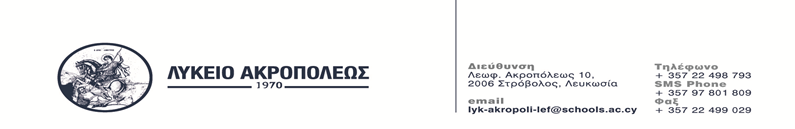 ΛΥΚΕΙΟ ΑΚΡΟΠΟΛΕΩΣ
1970
Διεύθυνση
Λεωφ. Ακροπόλεως 10,
2006 Στρόβολος, Λευκωσία
email
lyk-akropoli-lef@schools.ac.cy
Τηλέφωνο
+ 357 22 498 793
SMS Phone
+ 357 97 801 809
Φαξ
+ 357 22 499 029